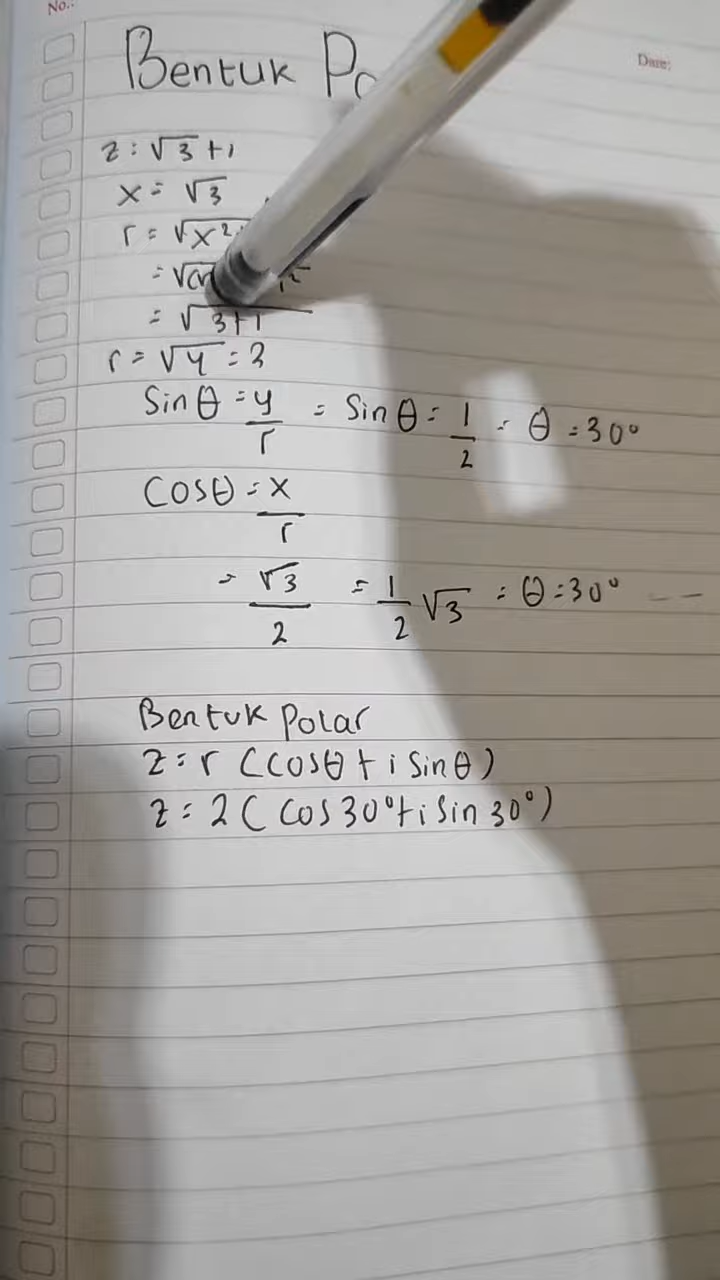 No.:
Date:
Bentuk
z : √3 + i
x = √3
r = √x²
= √ 1²
= √3+1
r = √4 = 2
Sin θ = y/r = Sin θ = 1/2 = θ = 30°
Cos θ = x/r
= √3/2 = 1/2 √3 = θ = 30°
Bentuk Polar
z = r (cos θ + i sin θ)
z = 2 ( cos 30° + i sin 30°)